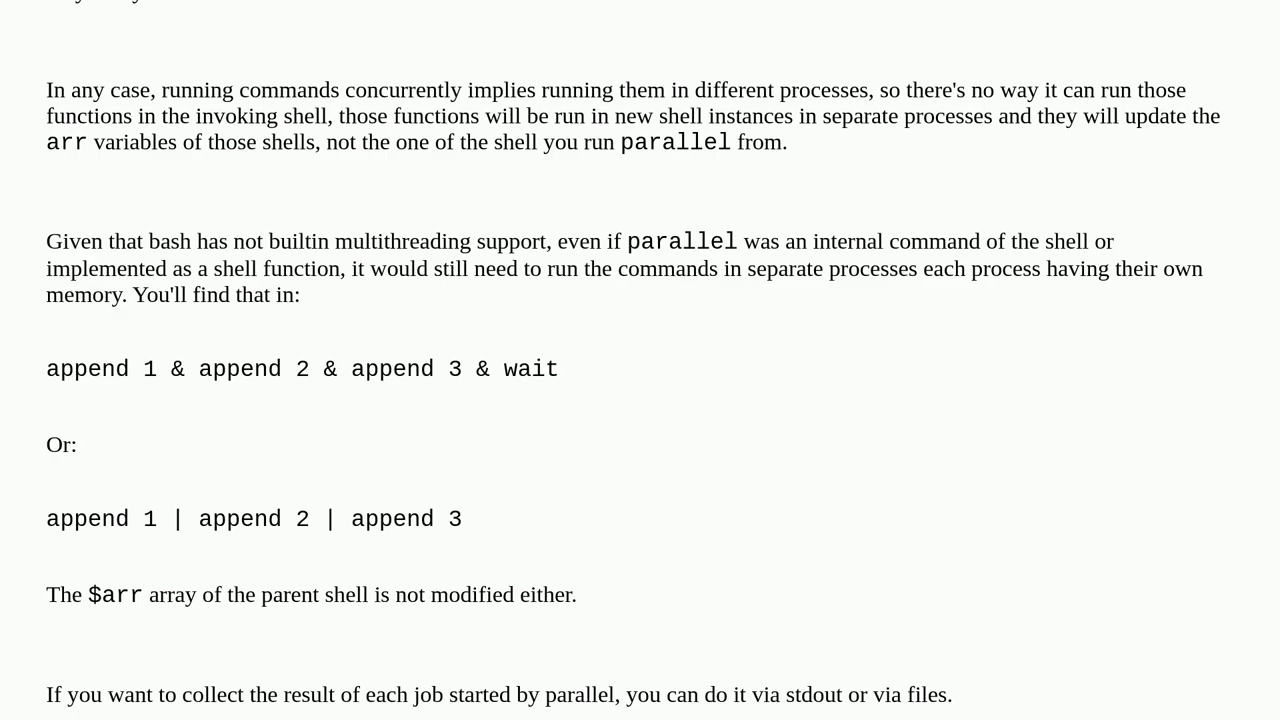 In any case, running commands concurrently implies running them in different processes, so there's no way it can run those
functions in the invoking shell, those functions will be run in new shell instances in separate processes and they will update the
arr variables of those shells, not the one of the shell you run parallel from.
Given that bash has not builtin multithreading support, even if parallel was an internal command of the shell or
implemented as a shell function, it would still need to run the commands in separate processes each process having their own
memory. You'll find that in:
append 1 & append 2 & append 3 & wait
Or:
append 1 | append 2 | append 3
The $arr array of the parent shell is not modified either.
If you want to collect the result of each job started by parallel, you can do it via stdout or via files.